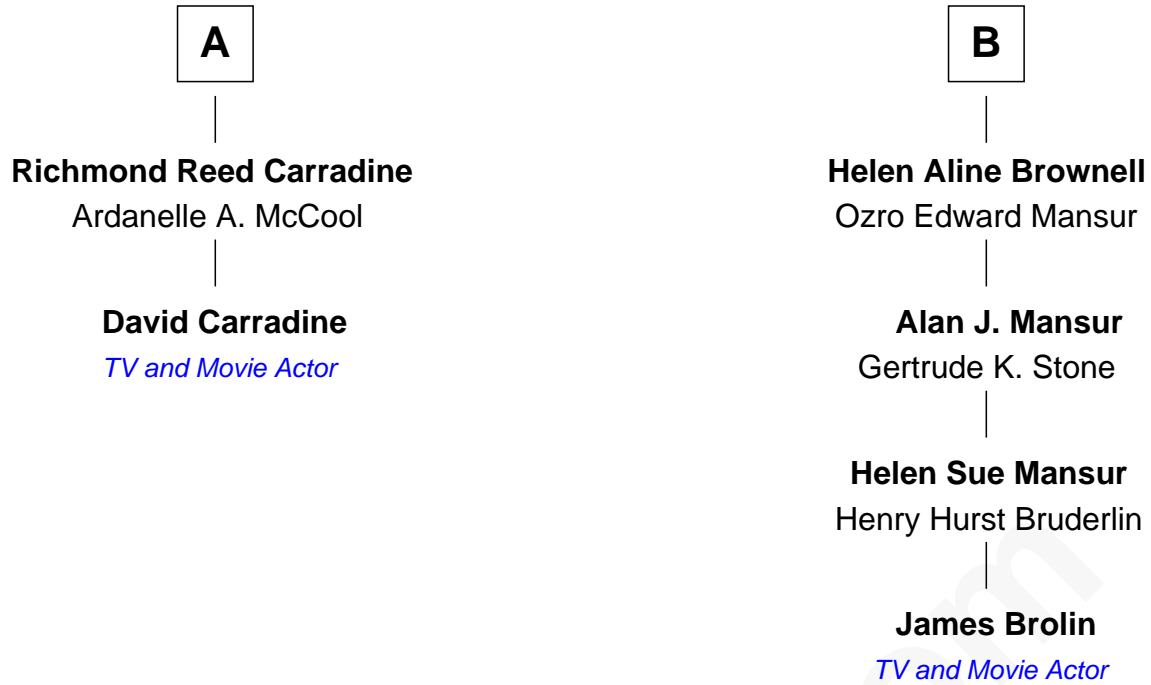 A
Richmond Reed Carradine
Ardanelle A. McCool
David Carradine
TV and Movie Actor
B
Helen Aline Brownell
Ozro Edward Mansur
Alan J. Mansur
Gertrude K. Stone
Helen Sue Mansur
Henry Hurst Bruderlin
James Brolin
TV and Movie Actor